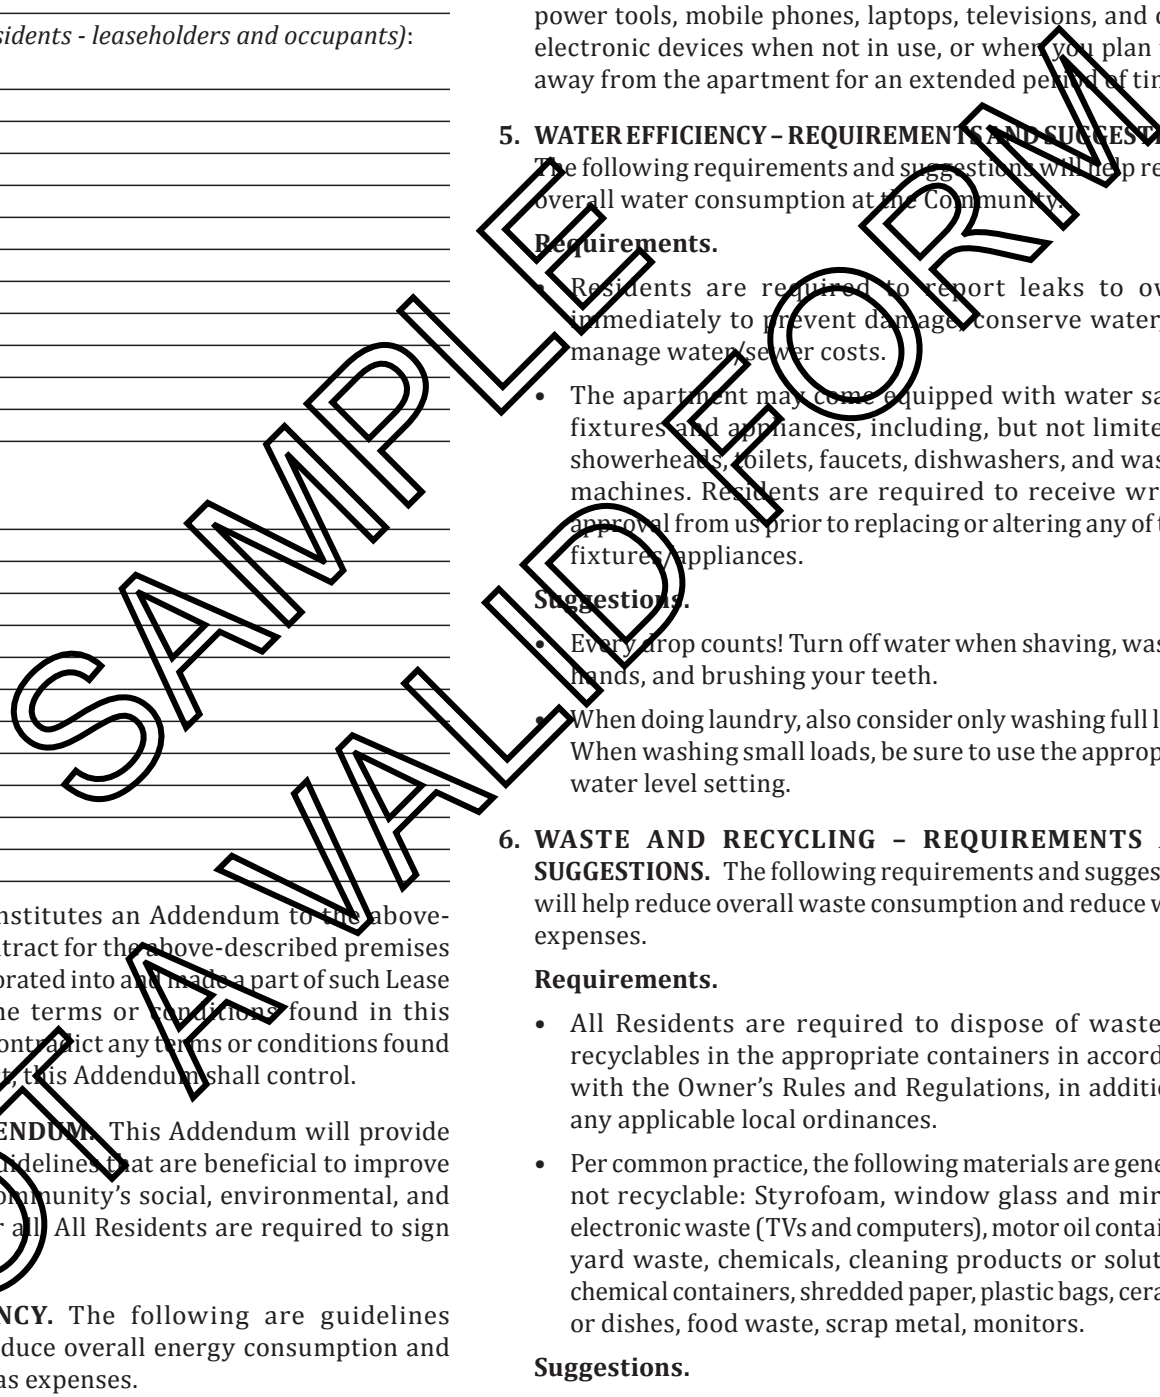 sidents - leaseholders and occupants):
nstitutes an Addendum to the above-
ntract for the above-described premises
orated into and made a part of such Lease
he terms or conditions found in this
ontradict any terms or conditions found
t, this Addendum shall control.
ENDUM. This Addendum will provide
uidelines that are beneficial to improve
ommunity’s social, environmental, and
r all. All Residents are required to sign
NCY. The following are guidelines
educe overall energy consumption and
as expenses.
power tools, mobile phones, laptops, televisions, and
electronic devices when not in use, or when you plan
away from the apartment for an extended period of tim
5. WATER EFFICIENCY – REQUIREMENTS AND SUGGESTI
The following requirements and suggestions will help re
overall water consumption at the Community.
Requirements.
• Residents are required to report leaks to ow
immediately to prevent damage, conserve water,
manage water/sewer costs.
• The apartment may come equipped with water sa
fixtures and appliances, including, but not limite
showerheads, toilets, faucets, dishwashers, and was
machines. Residents are required to receive wr
approval from us prior to replacing or altering any of t
fixtures/appliances.
Suggestions.
• Every drop counts! Turn off water when shaving, was
hands, and brushing your teeth.
• When doing laundry, also consider only washing full l
When washing small loads, be sure to use the approp
water level setting.
6. WASTE AND RECYCLING – REQUIREMENTS
SUGGESTIONS. The following requirements and sugges
will help reduce overall waste consumption and reduce w
expenses.
Requirements.
• All Residents are required to dispose of waste
recyclables in the appropriate containers in accord
with the Owner’s Rules and Regulations, in additio
any applicable local ordinances.
• Per common practice, the following materials are gene
not recyclable: Styrofoam, window glass and mir
electronic waste (TVs and computers), motor oil contai
yard waste, chemicals, cleaning products or solut
chemical containers, shredded paper, plastic bags, cera
or dishes, food waste, scrap metal, monitors.
Suggestions.
SAMPLE
OT A VALID FORM